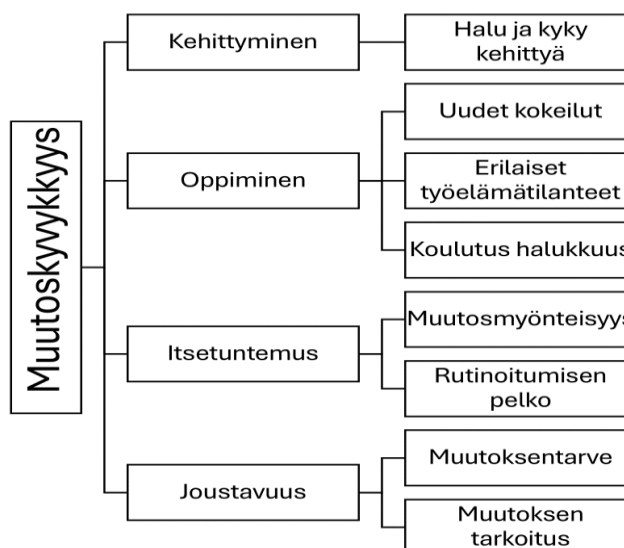 Muutoskyvykkyys
Kehittyminen
Halu ja kyky
kehittyä
Oppiminen
Uudet kokeilut
Erilaiset
työelämätilanteet
Koulutus halukkuus
Itsetuntemus
Muutosmyönteisyys
Rutinoitumisen
pelko
Joustavuus
Muutoksentarve
Muutoksen
tarkoitus